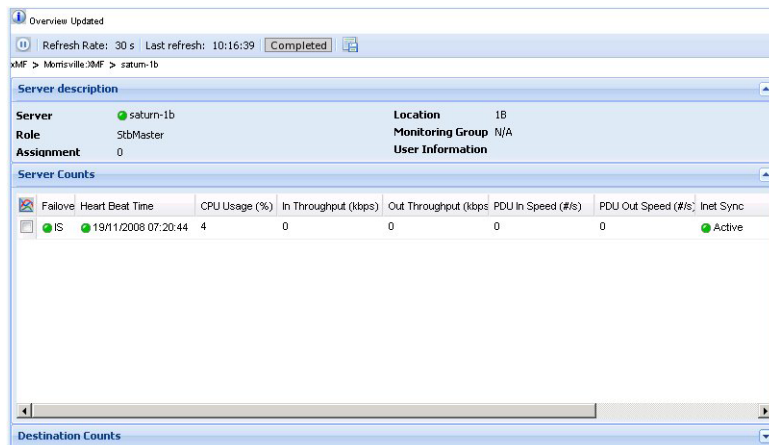 Overview Updated
Refresh Rate: 30 s Last refresh: 10:16:39 Completed
xMF > Morrisville:XMF > saturn-1b
Server description
Server saturn-1b Location 1B
Role StbMaster Monitoring Group N/A
Assignment 0 User Information
Server Counts
Failove Heart Beat Time CPU Usage (%) In Throughput (kbps) Out Throughput (kbps PDU In Speed (#/s) PDU Out Speed (#/s) Inet Sync
IS 19/11/2008 07:20:44 4 0 0 0 0 Active
Destination Counts